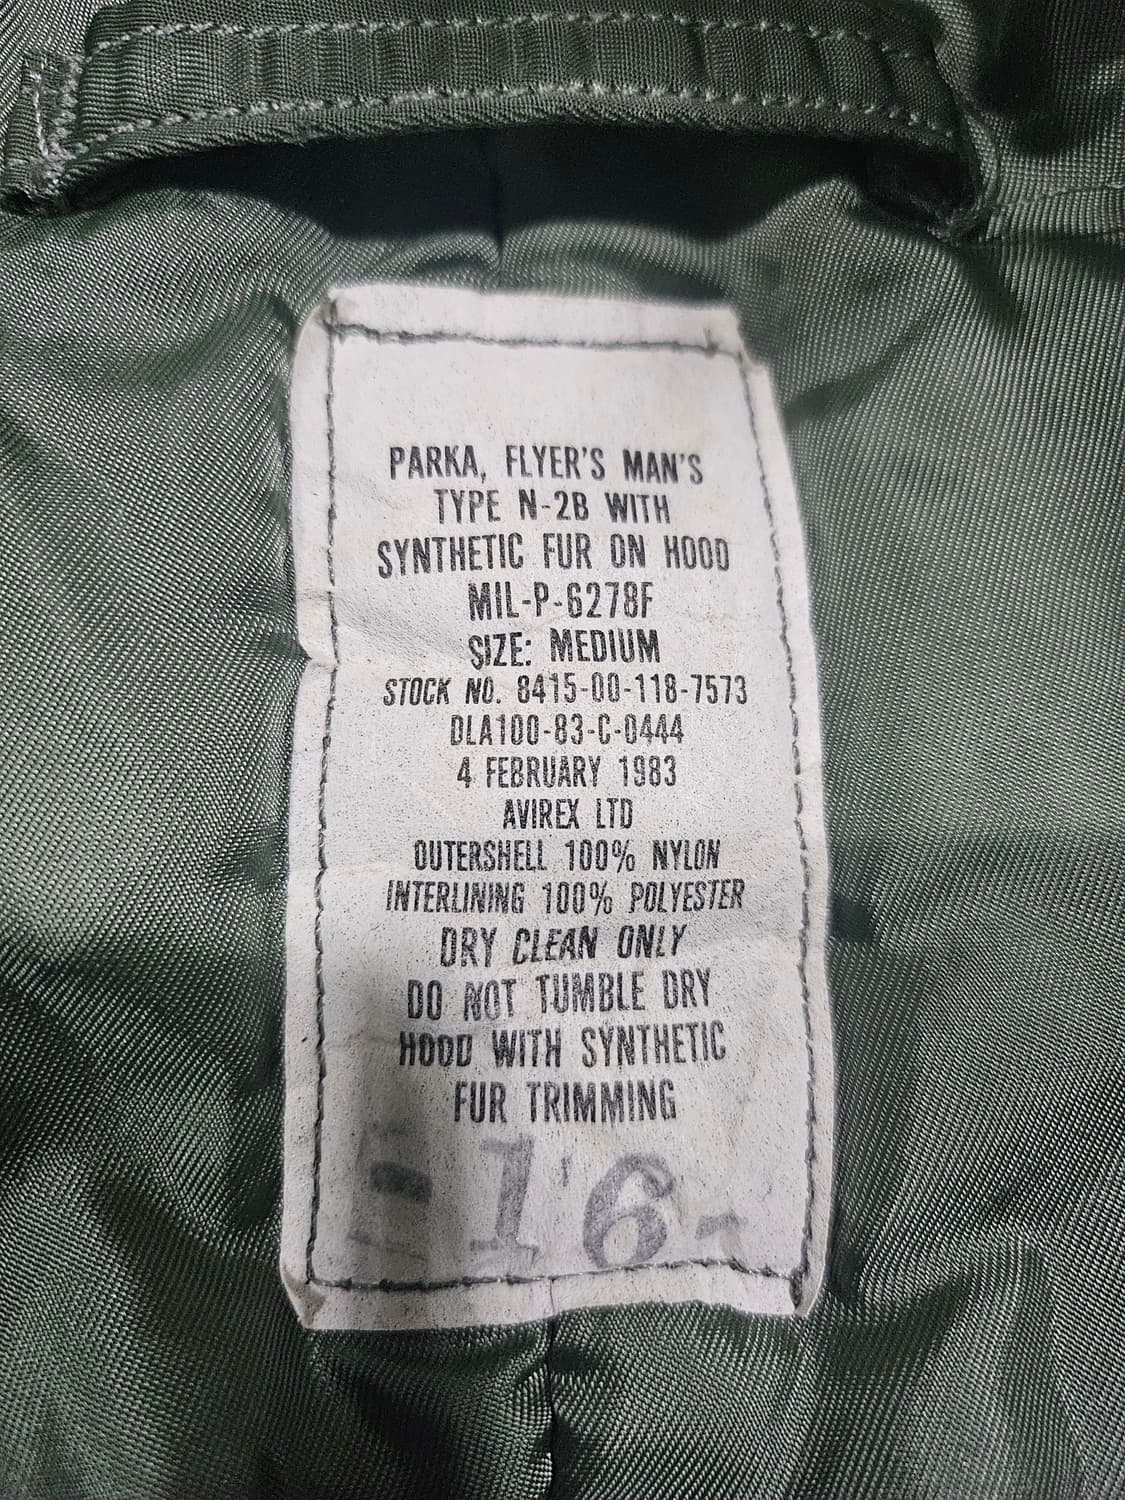 PARKA, FLYER'S MAN'S
TYPE N-2B WITH
SYNTHETIC FUR ON HOOD
MIL-P-6278F
SIZE: MEDIUM
STOCK NO. 8415-00-118-7573
DLA100-83-C-0444
4 FEBRUARY 1983
AVIREX LTD
OUTERSHELL 100% NYLON
INTERLINING 100% POLYESTER
DRY CLEAN ONLY
DO NOT TUMBLE DRY
HOOD WITH SYNTHETIC
FUR TRIMMING
-16-